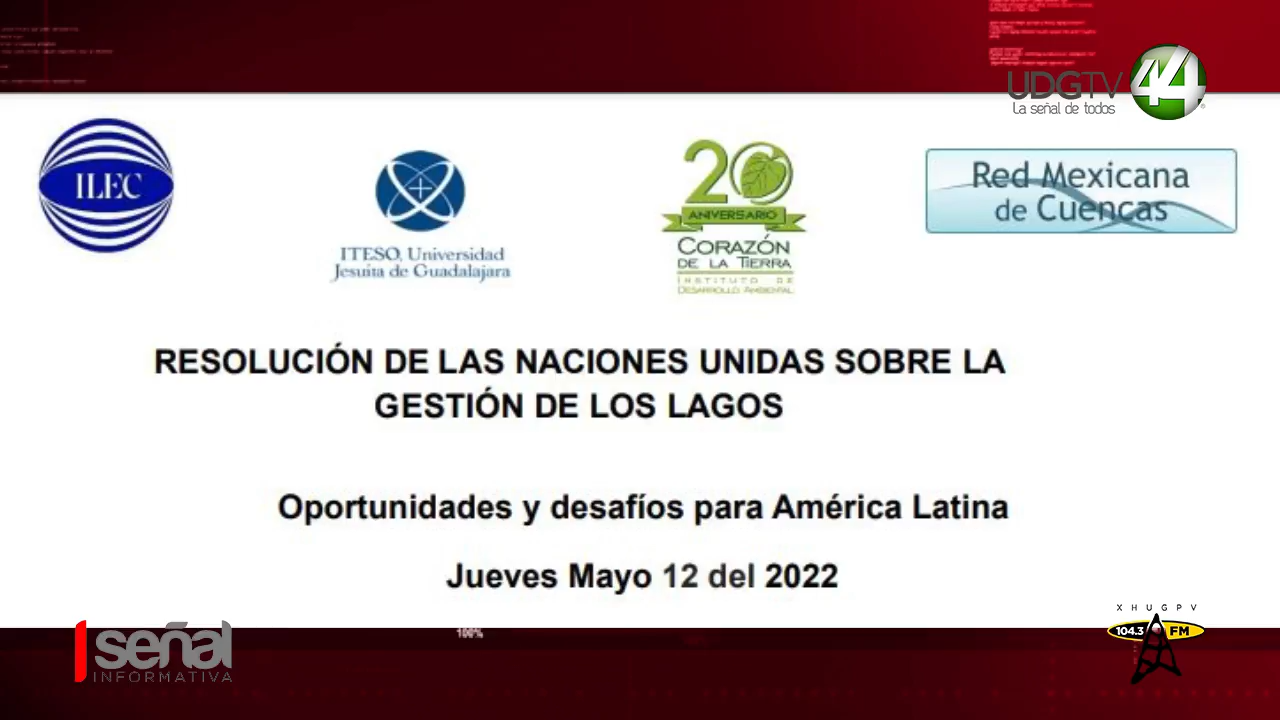 UDGTV 44
La señal de todos
ILEC
ITESO, Universidad
Jesuita de Guadalajara
20
ANIVERSARIO
CORAZÓN
DE LA TIERRA
INSTITUTO DE
DESARROLLO AMBIENTAL
Red Mexicana
de Cuencas
RESOLUCIÓN DE LAS NACIONES UNIDAS SOBRE LA
GESTIÓN DE LOS LAGOS
Oportunidades y desafíos para América Latina
Jueves Mayo 12 del 2022
100%
señal
INFORMATIVA
XHUGPV
104.3 FM